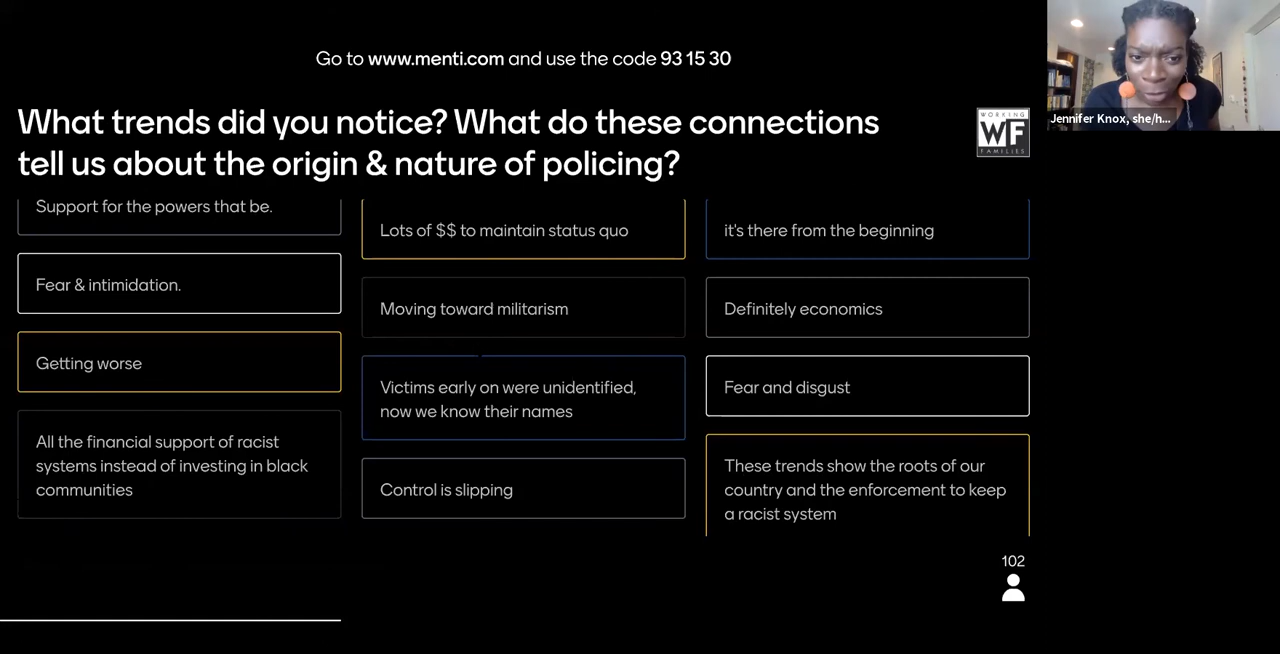 Go to www.menti.com and use the code 93 15 30
What trends did you notice? What do these connections
tell us about the origin & nature of policing?
WORKING
WF
FAMILIES
Jennifer Knox, she/h...
Support for the powers that be.
Fear & intimidation.
Getting worse
All the financial support of racist
systems instead of investing in black
communities
Lots of $$ to maintain status quo
Moving toward militarism
Victims early on were unidentified,
now we know their names
Control is slipping
it's there from the beginning
Definitely economics
Fear and disgust
These trends show the roots of our
country and the enforcement to keep
a racist system
102